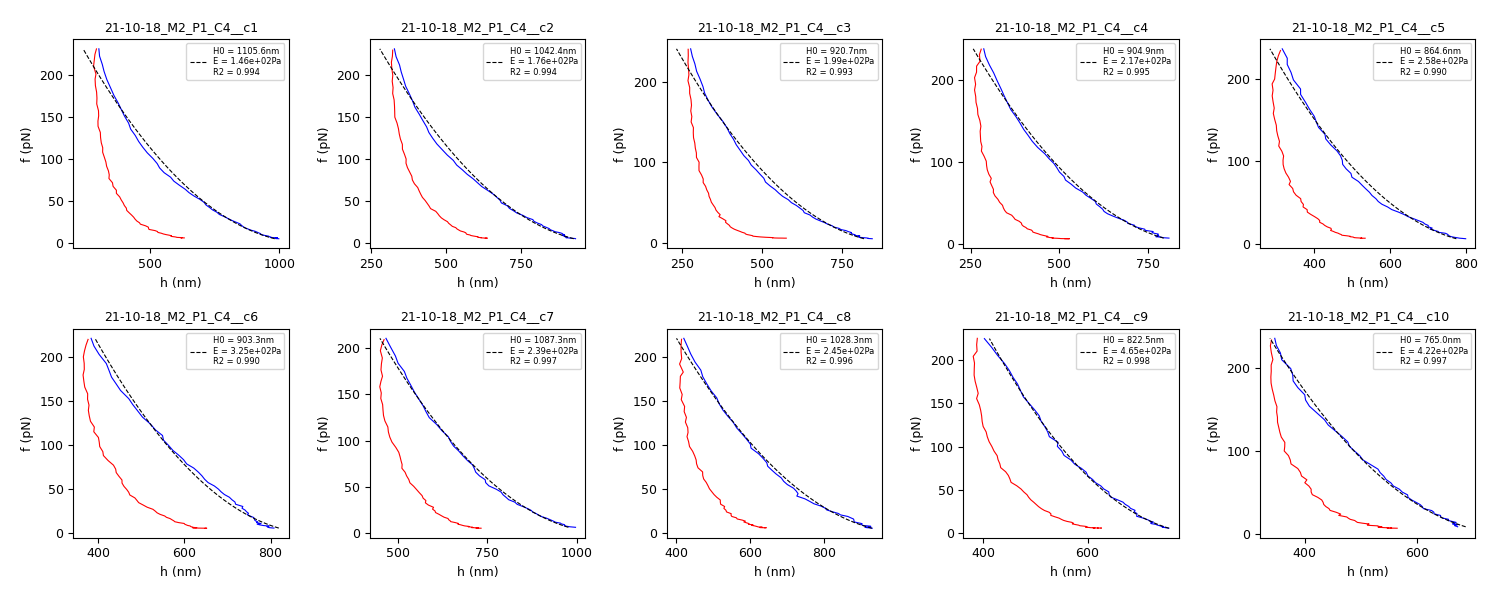 21-10-18_M2_P1_C4__c1
H0 = 1105.6nm
E = 1.46e+02Pa
R2 = 0.994
f (pN)
200
150
100
50
0
500
1000
h (nm)
21-10-18_M2_P1_C4__c2
H0 = 1042.4nm
E = 1.76e+02Pa
R2 = 0.994
f (pN)
200
150
100
50
0
250
500
750
h (nm)
21-10-18_M2_P1_C4__c3
H0 = 920.7nm
E = 1.99e+02Pa
R2 = 0.993
f (pN)
200
100
0
250
500
750
h (nm)
21-10-18_M2_P1_C4__c4
H0 = 904.9nm
E = 2.17e+02Pa
R2 = 0.995
f (pN)
200
100
0
250
500
750
h (nm)
21-10-18_M2_P1_C4__c5
H0 = 864.6nm
E = 2.58e+02Pa
R2 = 0.990
f (pN)
200
100
0
400
600
800
h (nm)
21-10-18_M2_P1_C4__c6
H0 = 903.3nm
E = 3.25e+02Pa
R2 = 0.990
f (pN)
200
150
100
50
0
400
600
800
h (nm)
21-10-18_M2_P1_C4__c7
H0 = 1087.3nm
E = 2.39e+02Pa
R2 = 0.997
f (pN)
200
150
100
50
0
500
750
1000
h (nm)
21-10-18_M2_P1_C4__c8
H0 = 1028.3nm
E = 2.45e+02Pa
R2 = 0.996
f (pN)
200
150
100
50
0
400
600
800
h (nm)
21-10-18_M2_P1_C4__c9
H0 = 822.5nm
E = 4.65e+02Pa
R2 = 0.998
f (pN)
200
150
100
50
0
400
600
h (nm)
21-10-18_M2_P1_C4__c10
H0 = 765.0nm
E = 4.22e+02Pa
R2 = 0.997
f (pN)
200
100
0
400
600
h (nm)